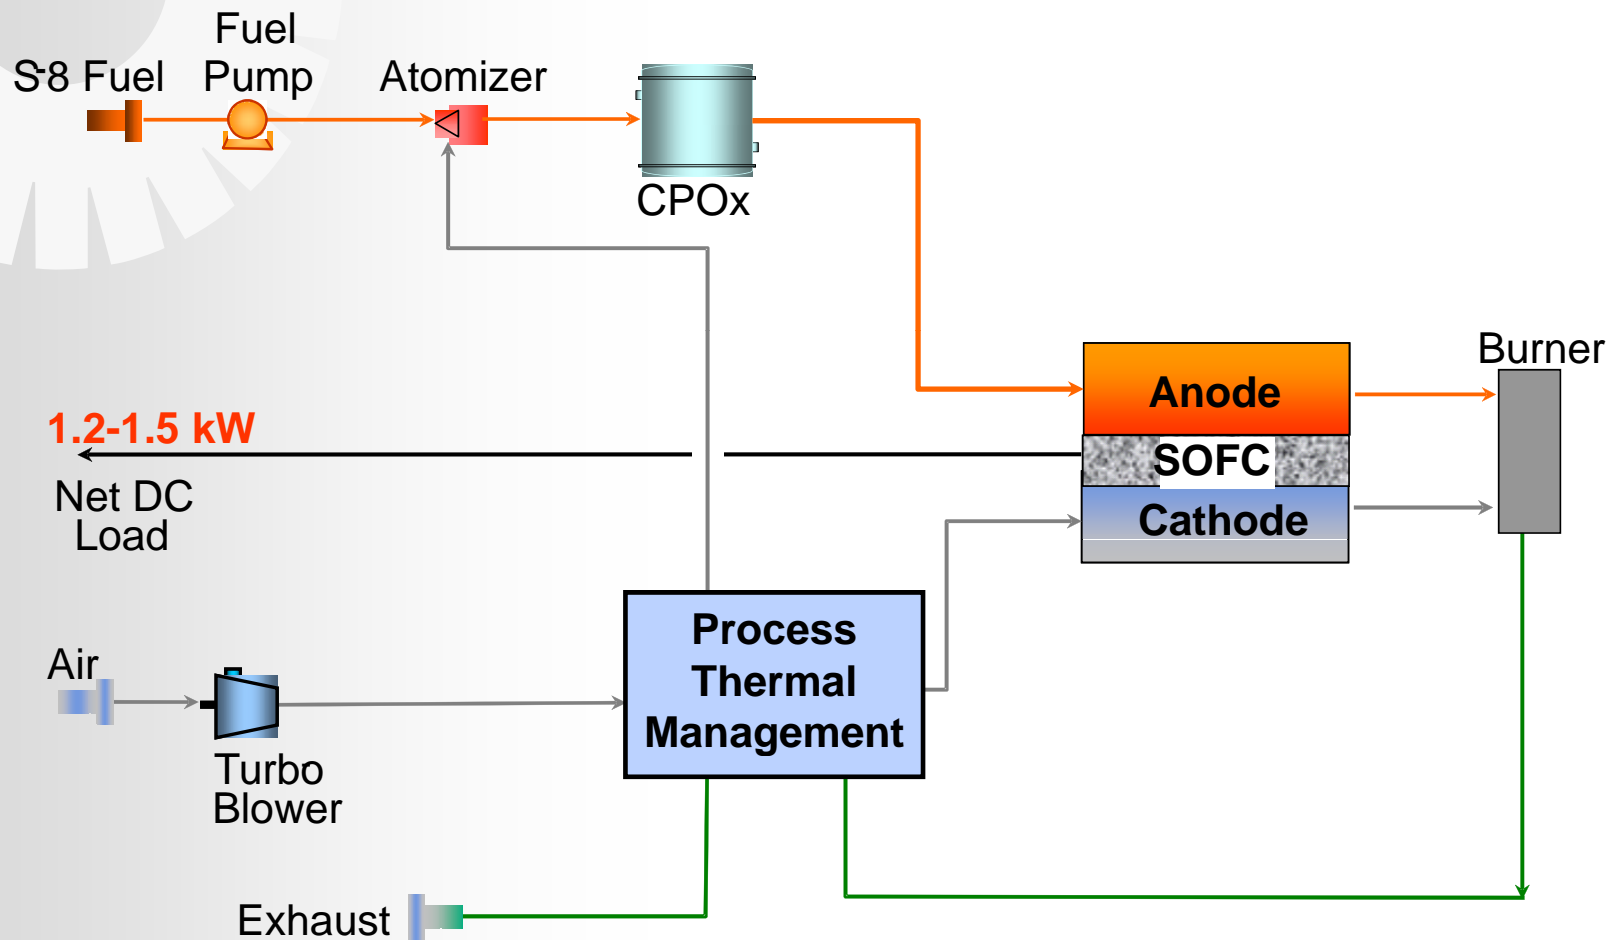 Fuel
S-8 Fuel Pump Atomizer
CPOx
Burner
Anode
1.2-1.5 kW
SOFC
Net DC
Load
Cathode
Process
Thermal
Management
Air
Turbo
Blower
Exhaust